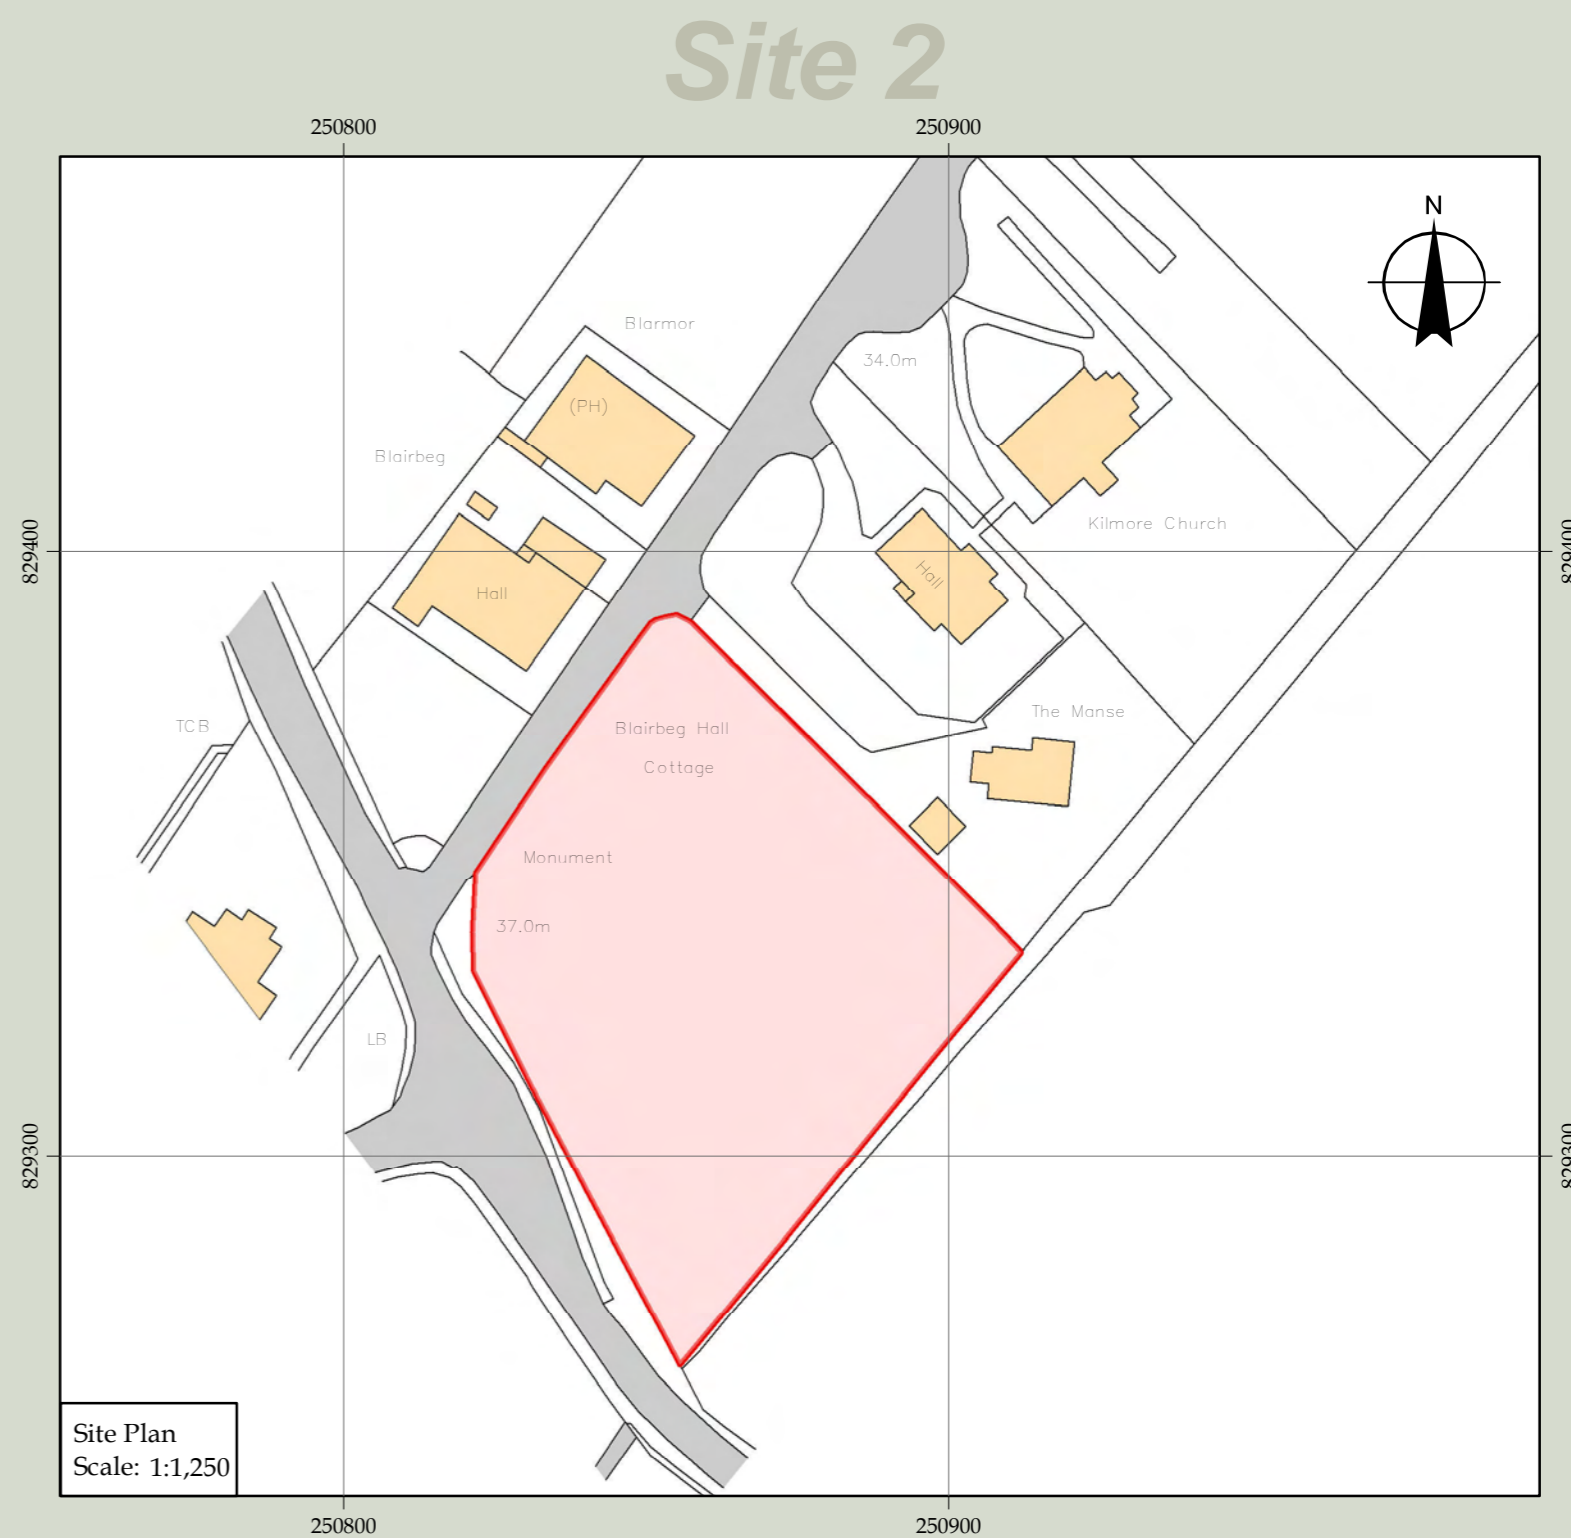 Site 2
250800
250900
N
Blarmor
34.0m
(PH)
Blairbeg
Kilmore Church
829400
829400
Hall
Hall
The Manse
TCB
Blairbeg Hall
Cottage
Monument
37.0m
LB
829300
829300
Site Plan
Scale: 1:1,250
250800
250900